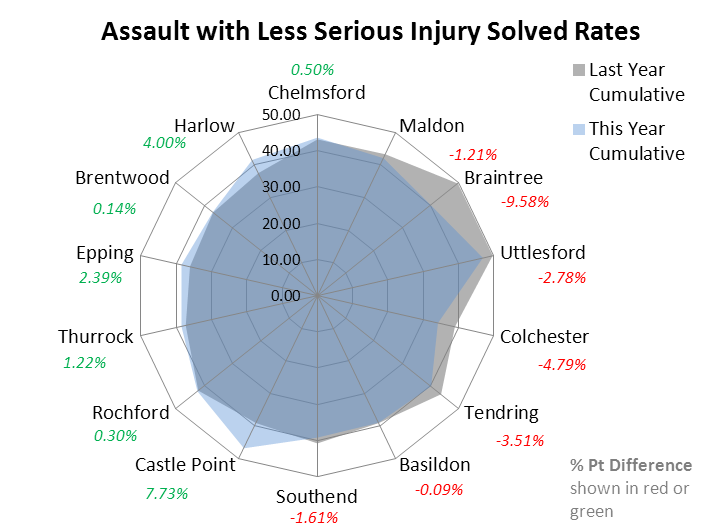 Assault with Less Serious Injury Solved Rates
Last Year
Cumulative
This Year
Cumulative
0.50%
Chelmsford
50.00
40.00
30.00
20.00
10.00
0.00
Maldon
-1.21%
Braintree
-9.58%
Uttlesford
-2.78%
Colchester
-4.79%
Tendring
-3.51%
Basildon
-0.09%
Southend
-1.61%
Castle Point
7.73%
Rochford
0.30%
Thurrock
1.22%
Epping
2.39%
Brentwood
0.14%
Harlow
4.00%
% Pt Difference
shown in red or
green